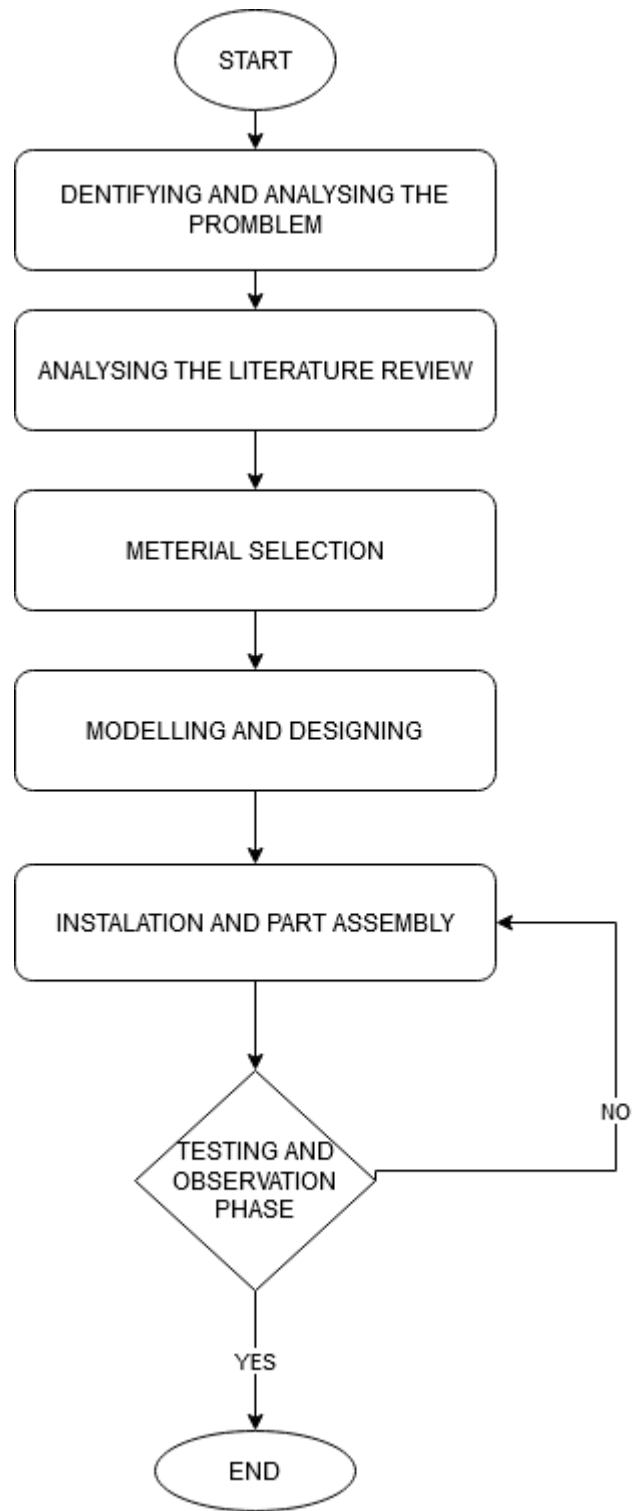 START
DENTIFYING AND ANALYSING THE
PROMBLEM
ANALYSING THE LITERATURE REVIEW
METERIAL SELECTION
MODELLING AND DESIGNING
INSTALATION AND PART ASSEMBLY
NO
TESTING AND
OBSERVATION
PHASE
YES
END